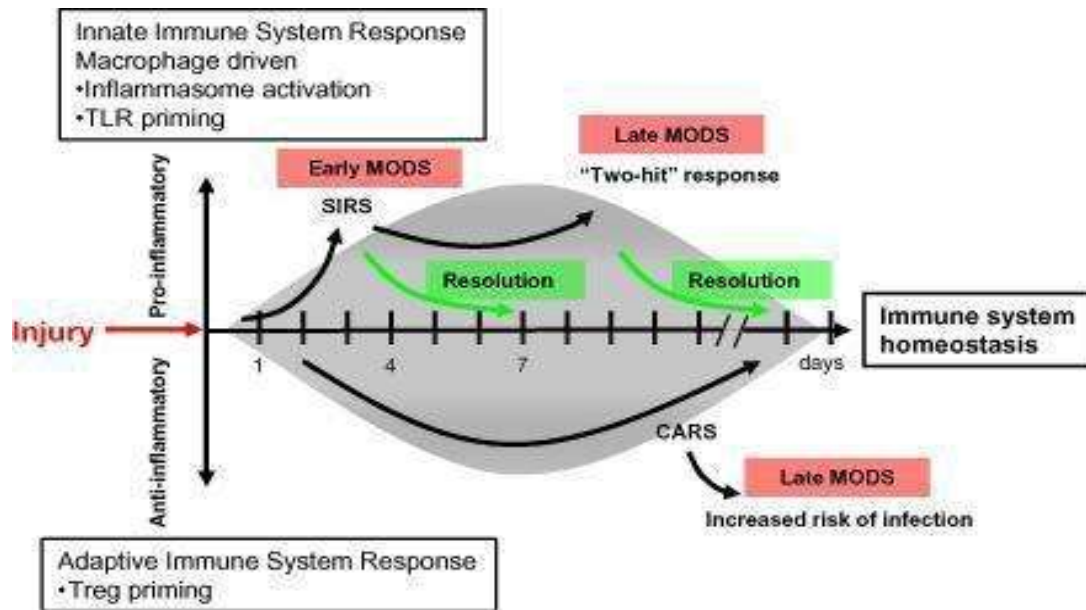 Innate Immune System Response
Macrophage driven
•Inflammasome activation
•TLR priming
Late MODS
"Two-hit" response
Early MODS
SIRS
Pro-inflammatory
Resolution
Resolution
Injury
Immune system
homeostasis
1
4
7
days
Anti-inflammatory
CARS
Late MODS
Increased risk of infection
Adaptive Immune System Response
•Treg priming